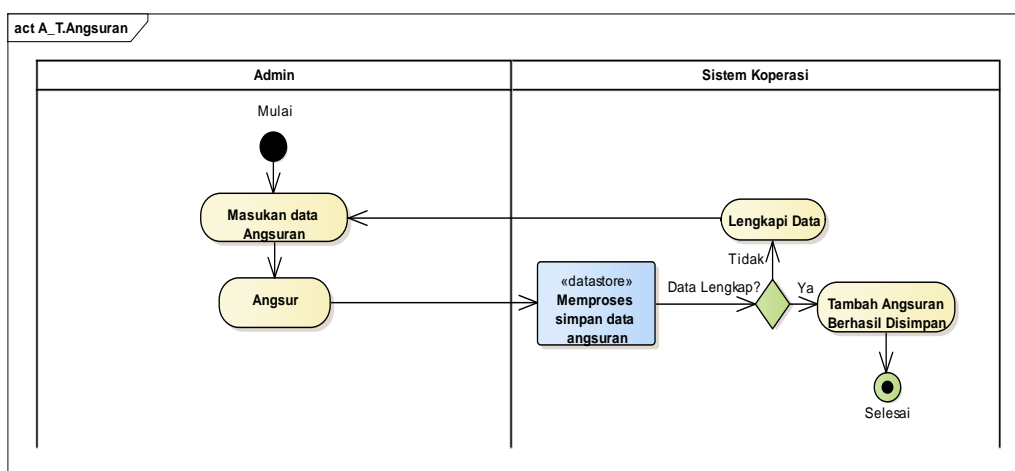 act A_T.Angsuran
Admin
Sistem Koperasi
Mulai
Masukan data
Angsuran
Lengkapi Data
Tidak
Angsur
«datastore»
Memproses
simpan data
angsuran
Data Lengkap?
Ya
Tambah Angsuran
Berhasil Disimpan
Selesai